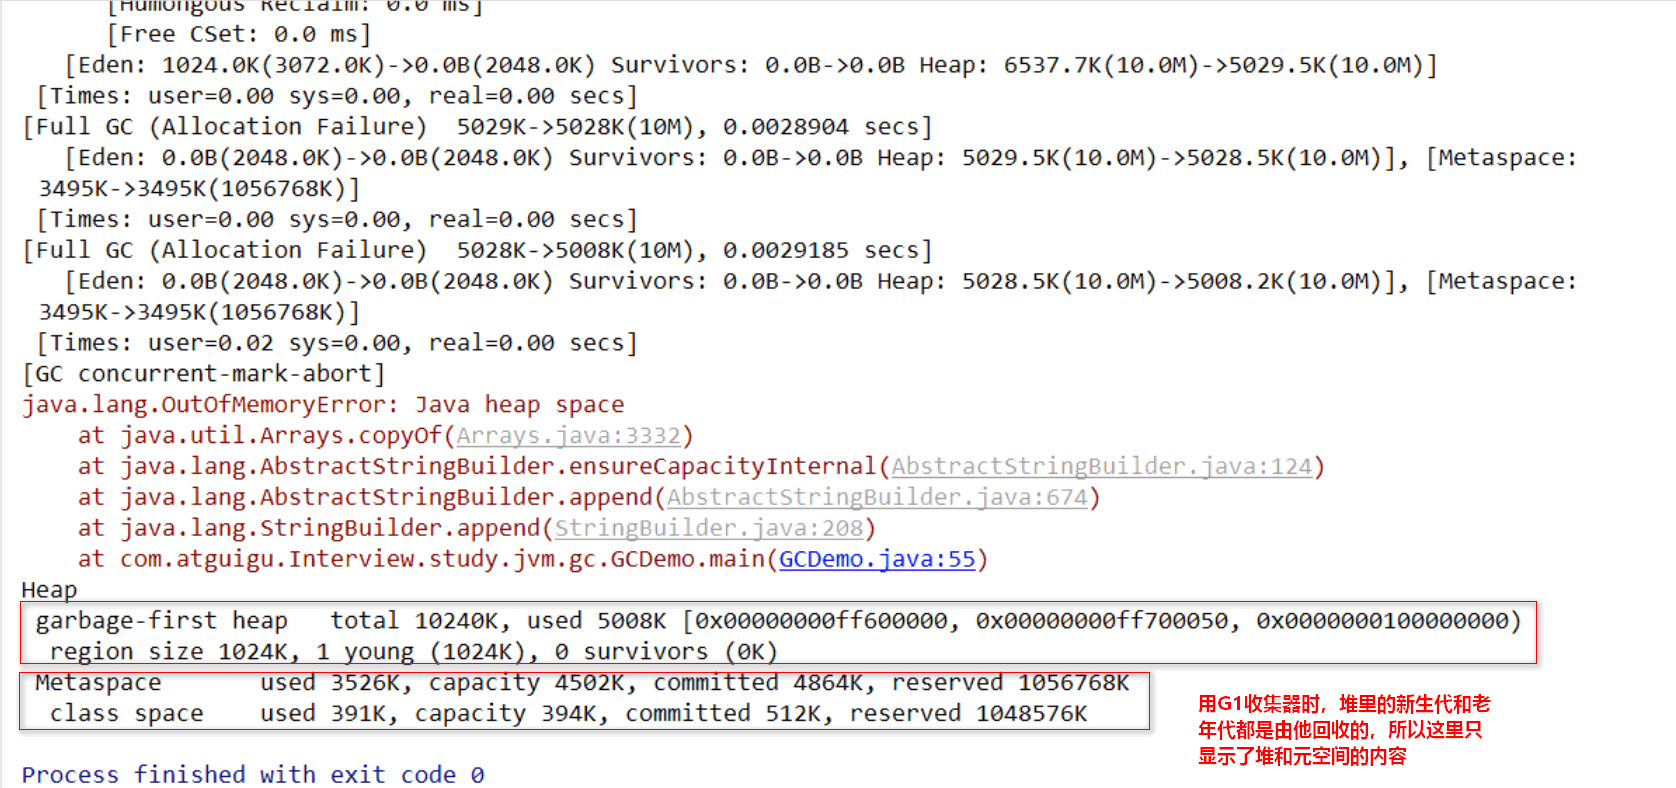 [Humongous Reclaim: 0.0 ms]
[Free CSet: 0.0 ms]
[Eden: 1024.0K(3072.0K)->0.0B(2048.0K) Survivors: 0.0B->0.0B Heap: 6537.7K(10.0M)->5029.5K(10.0M)]
[Times: user=0.00 sys=0.00, real=0.00 secs]
[Full GC (Allocation Failure)  5029K->5028K(10M), 0.0028904 secs]
[Eden: 0.0B(2048.0K)->0.0B(2048.0K) Survivors: 0.0B->0.0B Heap: 5029.5K(10.0M)->5028.5K(10.0M)], [Metaspace:
3495K->3495K(1056768K)]
[Times: user=0.00 sys=0.00, real=0.00 secs]
[Full GC (Allocation Failure)  5028K->5008K(10M), 0.0029185 secs]
[Eden: 0.0B(2048.0K)->0.0B(2048.0K) Survivors: 0.0B->0.0B Heap: 5028.5K(10.0M)->5008.2K(10.0M)], [Metaspace:
3495K->3495K(1056768K)]
[Times: user=0.02 sys=0.00, real=0.00 secs]
[GC concurrent-mark-abort]
java.lang.OutOfMemoryError: Java heap space
at java.util.Arrays.copyOf(Arrays.java:3332)
at java.lang.AbstractStringBuilder.ensureCapacityInternal(AbstractStringBuilder.java:124)
at java.lang.AbstractStringBuilder.append(AbstractStringBuilder.java:674)
at java.lang.StringBuilder.append(StringBuilder.java:208)
at com.atguigu.Interview.study.jvm.gc.GCDemo.main(GCDemo.java:55)
Heap
garbage-first heap   total 10240K, used 5008K [0x00000000ff600000, 0x00000000ff700050, 0x0000000100000000)
region size 1024K, 1 young (1024K), 0 survivors (0K)
Metaspace       used 3526K, capacity 4502K, committed 4864K, reserved 1056768K
class space    used 391K, capacity 394K, committed 512K, reserved 1048576K
用G1收集器时，堆里的新生代和老
年代都是由他回收的，所以这里只
显示了堆和元空间的内容
Process finished with exit code 0